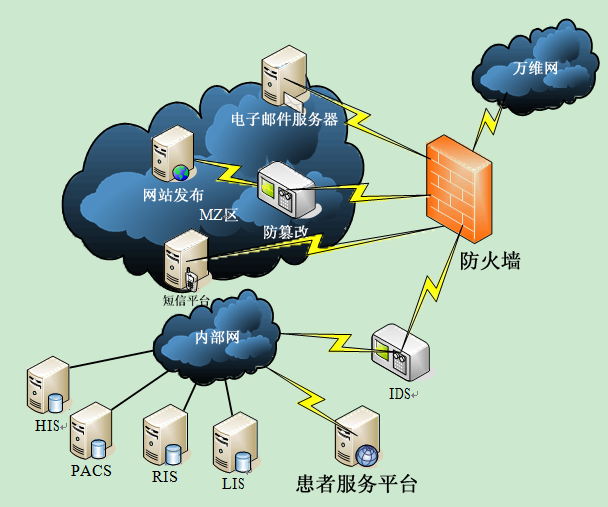 万维网
电子邮件服务器
网站发布
MZ区
防篡改
防火墙
短信平台
内部网
IDS
HIS
PACS
RIS
LIS
患者服务平台